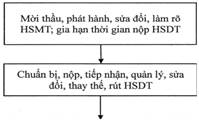 Mời thầu, phát hành, sửa đổi, làm rõ
HSMT; gia hạn thời gian nộp HSDT
Chuẩn bị, nộp, tiếp nhận, quản lý, sửa
đổi, thay thế, rút HSDT